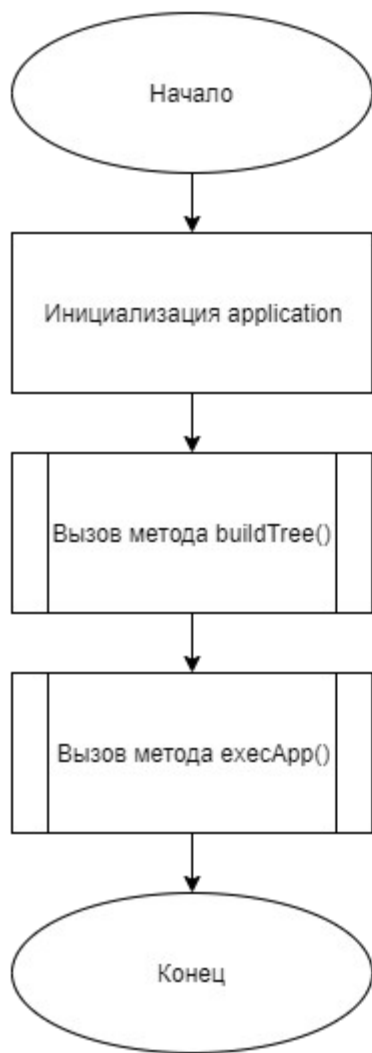 Начало
Инициализация application
Вызов метода buildTree()
Вызов метода execApp()
Конец